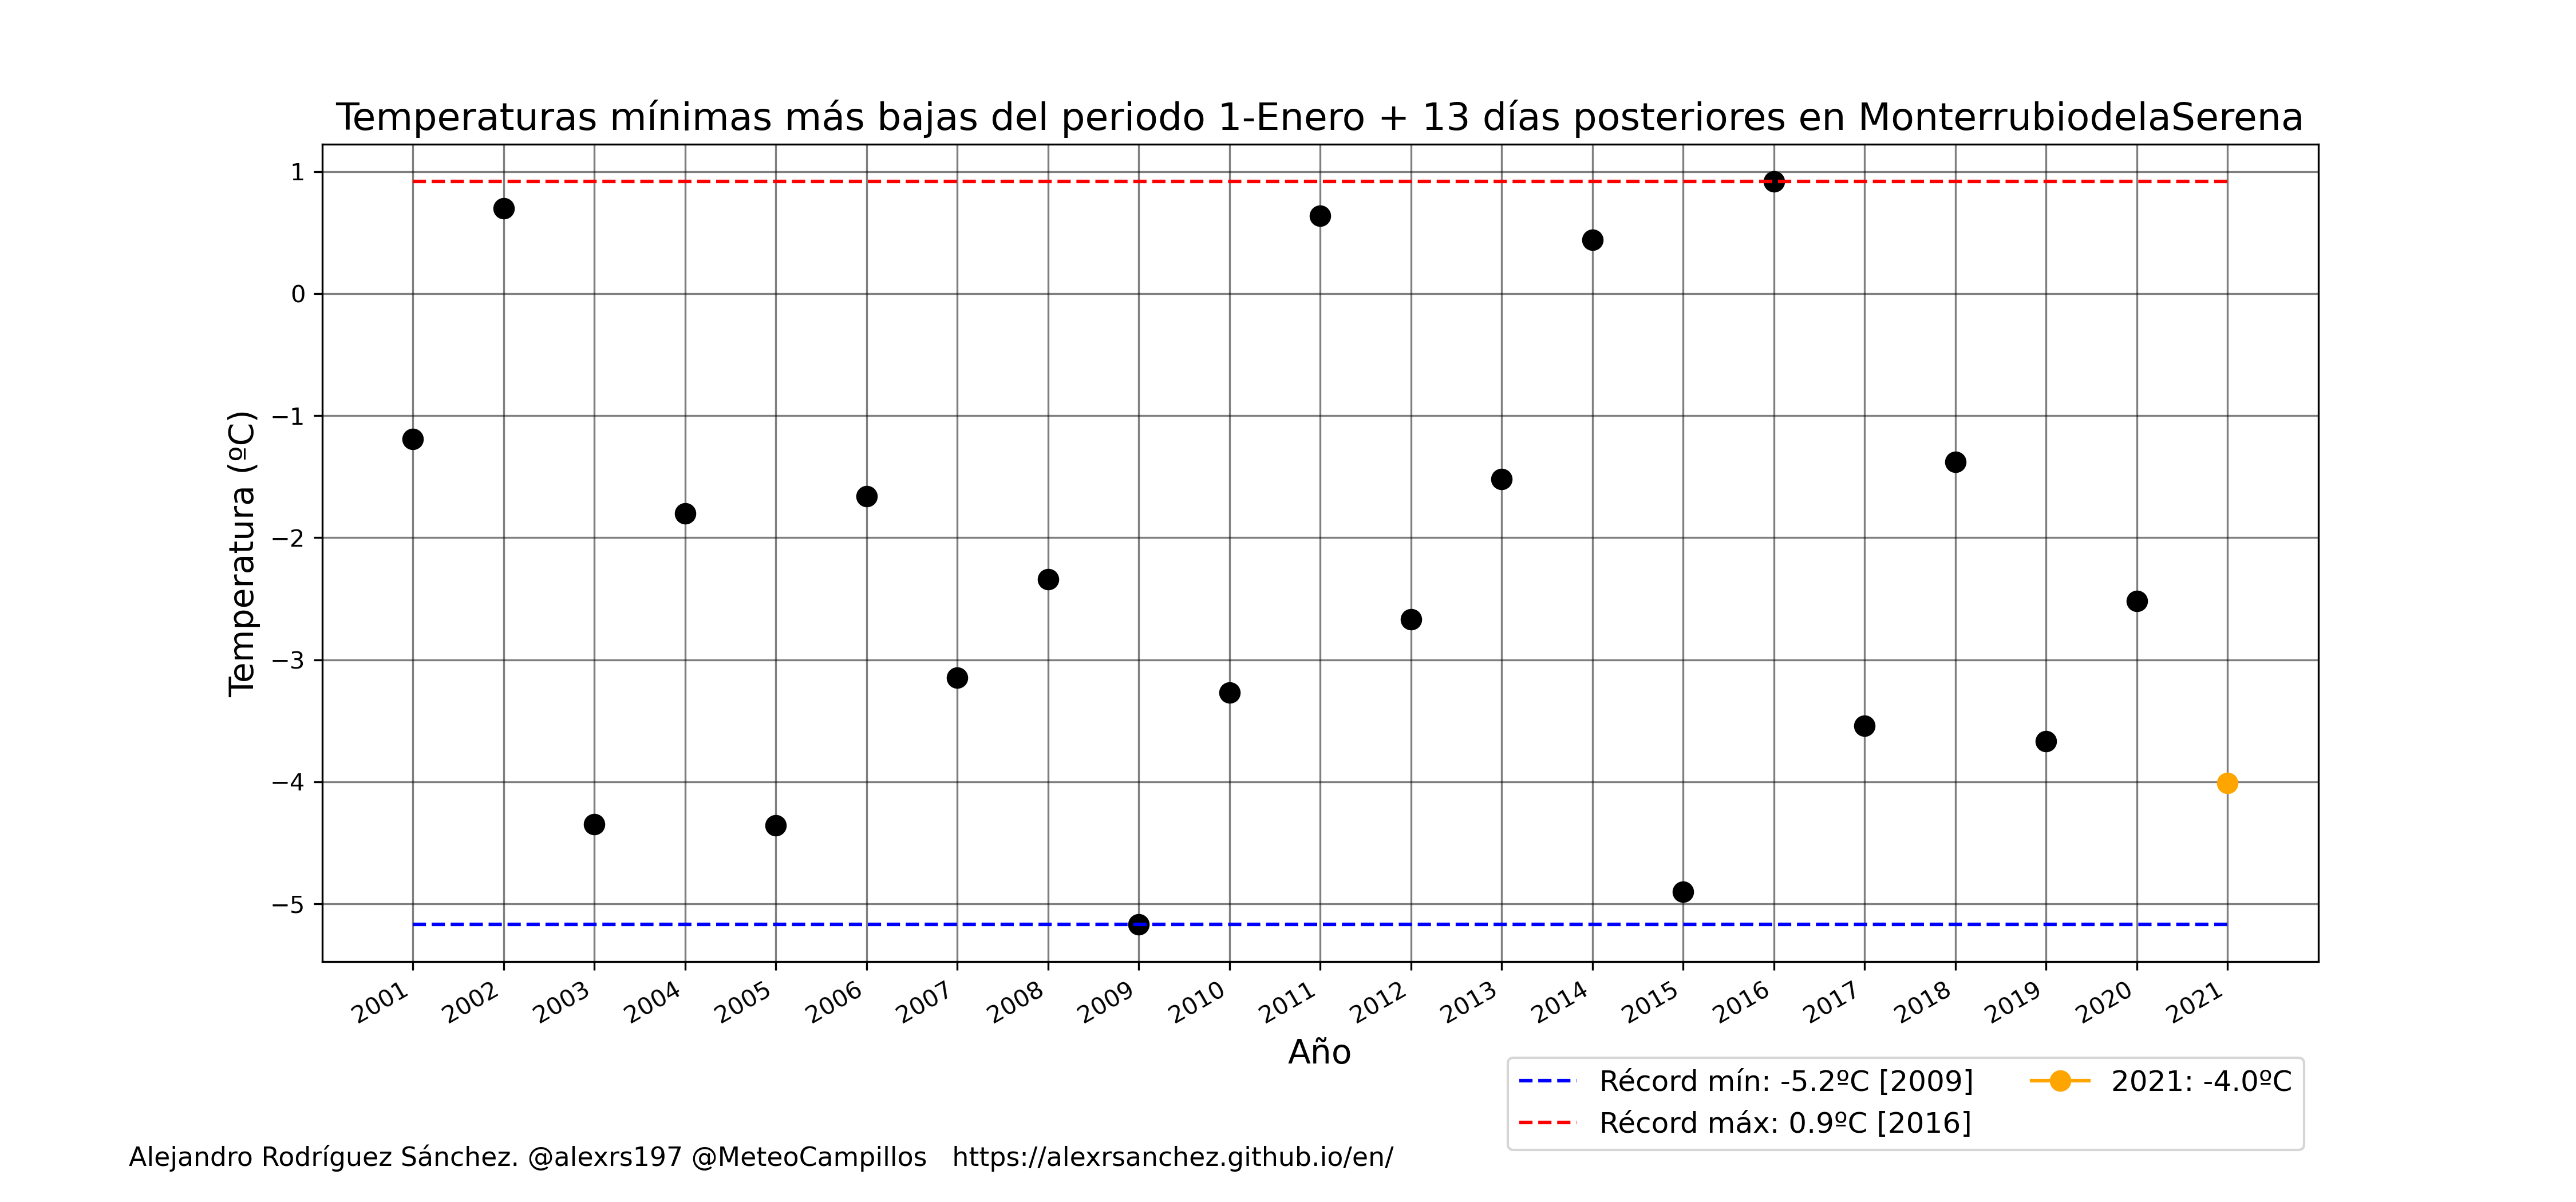 Temperaturas mínimas más bajas del periodo 1-Enero + 13 días posteriores en MonterrubiodelaSerena
Temperatura (ºC)
1
0
−1
−2
−3
−4
−5
2001 2002 2003 2004 2005 2006 2007 2008 2009 2010 2011 2012 2013 2014 2015 2016 2017 2018 2019 2020 2021
Año
Récord mín: -5.2ºC [2009]
Récord máx: 0.9ºC [2016]
2021: -4.0ºC
Alejandro Rodríguez Sánchez. @alexrs197 @MeteoCampillos https://alexrsanchez.github.io/en/